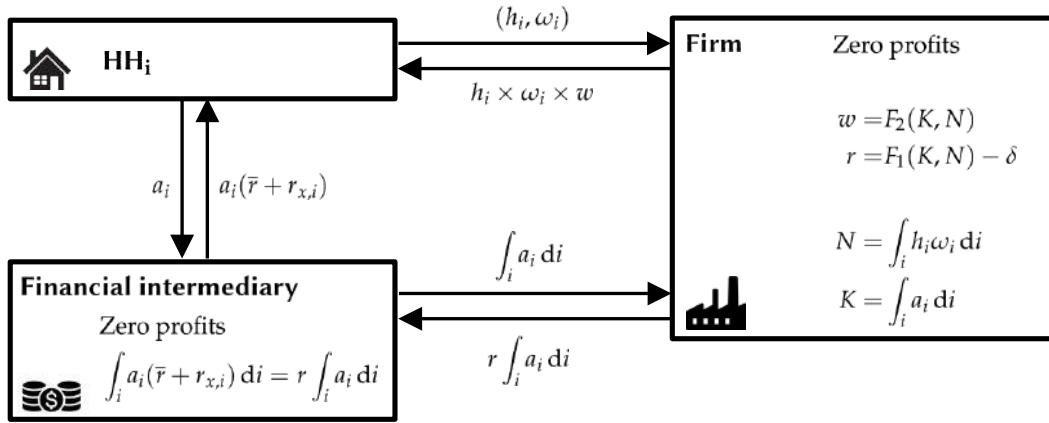 HH_i
(h_i, ω_i)
h_i × ω_i × w
Firm
Zero profits
w = F_2(K, N)
r = F_1(K, N) − δ
N = ∫_i h_i ω_i di
K = ∫_i a_i di
a_i
a_i(r̅ + r_{x,i})
Financial intermediary
Zero profits
∫_i a_i(r̅ + r_{x,i}) di = r ∫_i a_i di
$
∫_i a_i di
r ∫_i a_i di